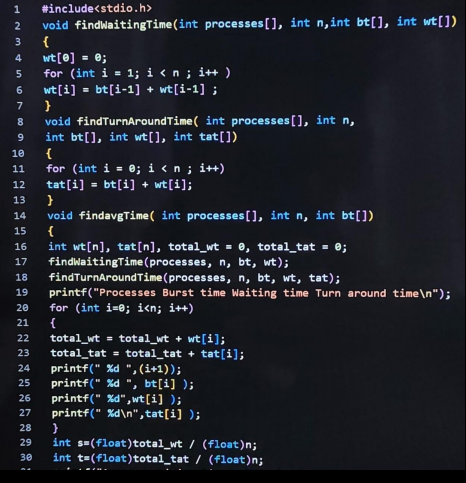 1 #include<stdio.h>
2 void findWaitingTime(int processes[], int n,int bt[], int wt[])
3 {
4 wt[0] = 0;
5 for (int i = 1; i < n ; i++ )
6 wt[i] = bt[i-1] + wt[i-1] ;
7 }
8 void findTurnAroundTime( int processes[], int n,
9 int bt[], int wt[], int tat[])
10 {
11 for (int i = 0; i < n ; i++)
12 tat[i] = bt[i] + wt[i];
13 }
14 void findavgTime( int processes[], int n, int bt[])
15 {
16 int wt[n], tat[n], total_wt = 0, total_tat = 0;
17 findWaitingTime(processes, n, bt, wt);
18 findTurnAroundTime(processes, n, bt, wt, tat);
19 printf("Processes Burst time Waiting time Turn around time\n");
20 for (int i=0; i<n; i++)
21 {
22 total_wt = total_wt + wt[i];
23 total_tat = total_tat + tat[i];
24 printf(" %d ",(i+1));
25 printf(" %d ", bt[i] );
26 printf(" %d",wt[i] );
27 printf(" %d\n",tat[i] );
28 }
29 int s=(float)total_wt / (float)n;
30 int t=(float)total_tat / (float)n;